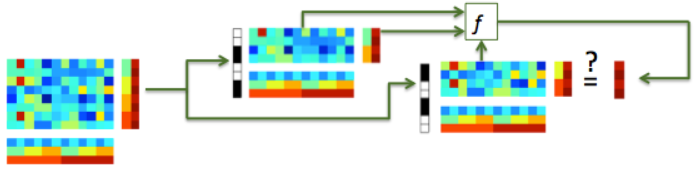 f
?
=